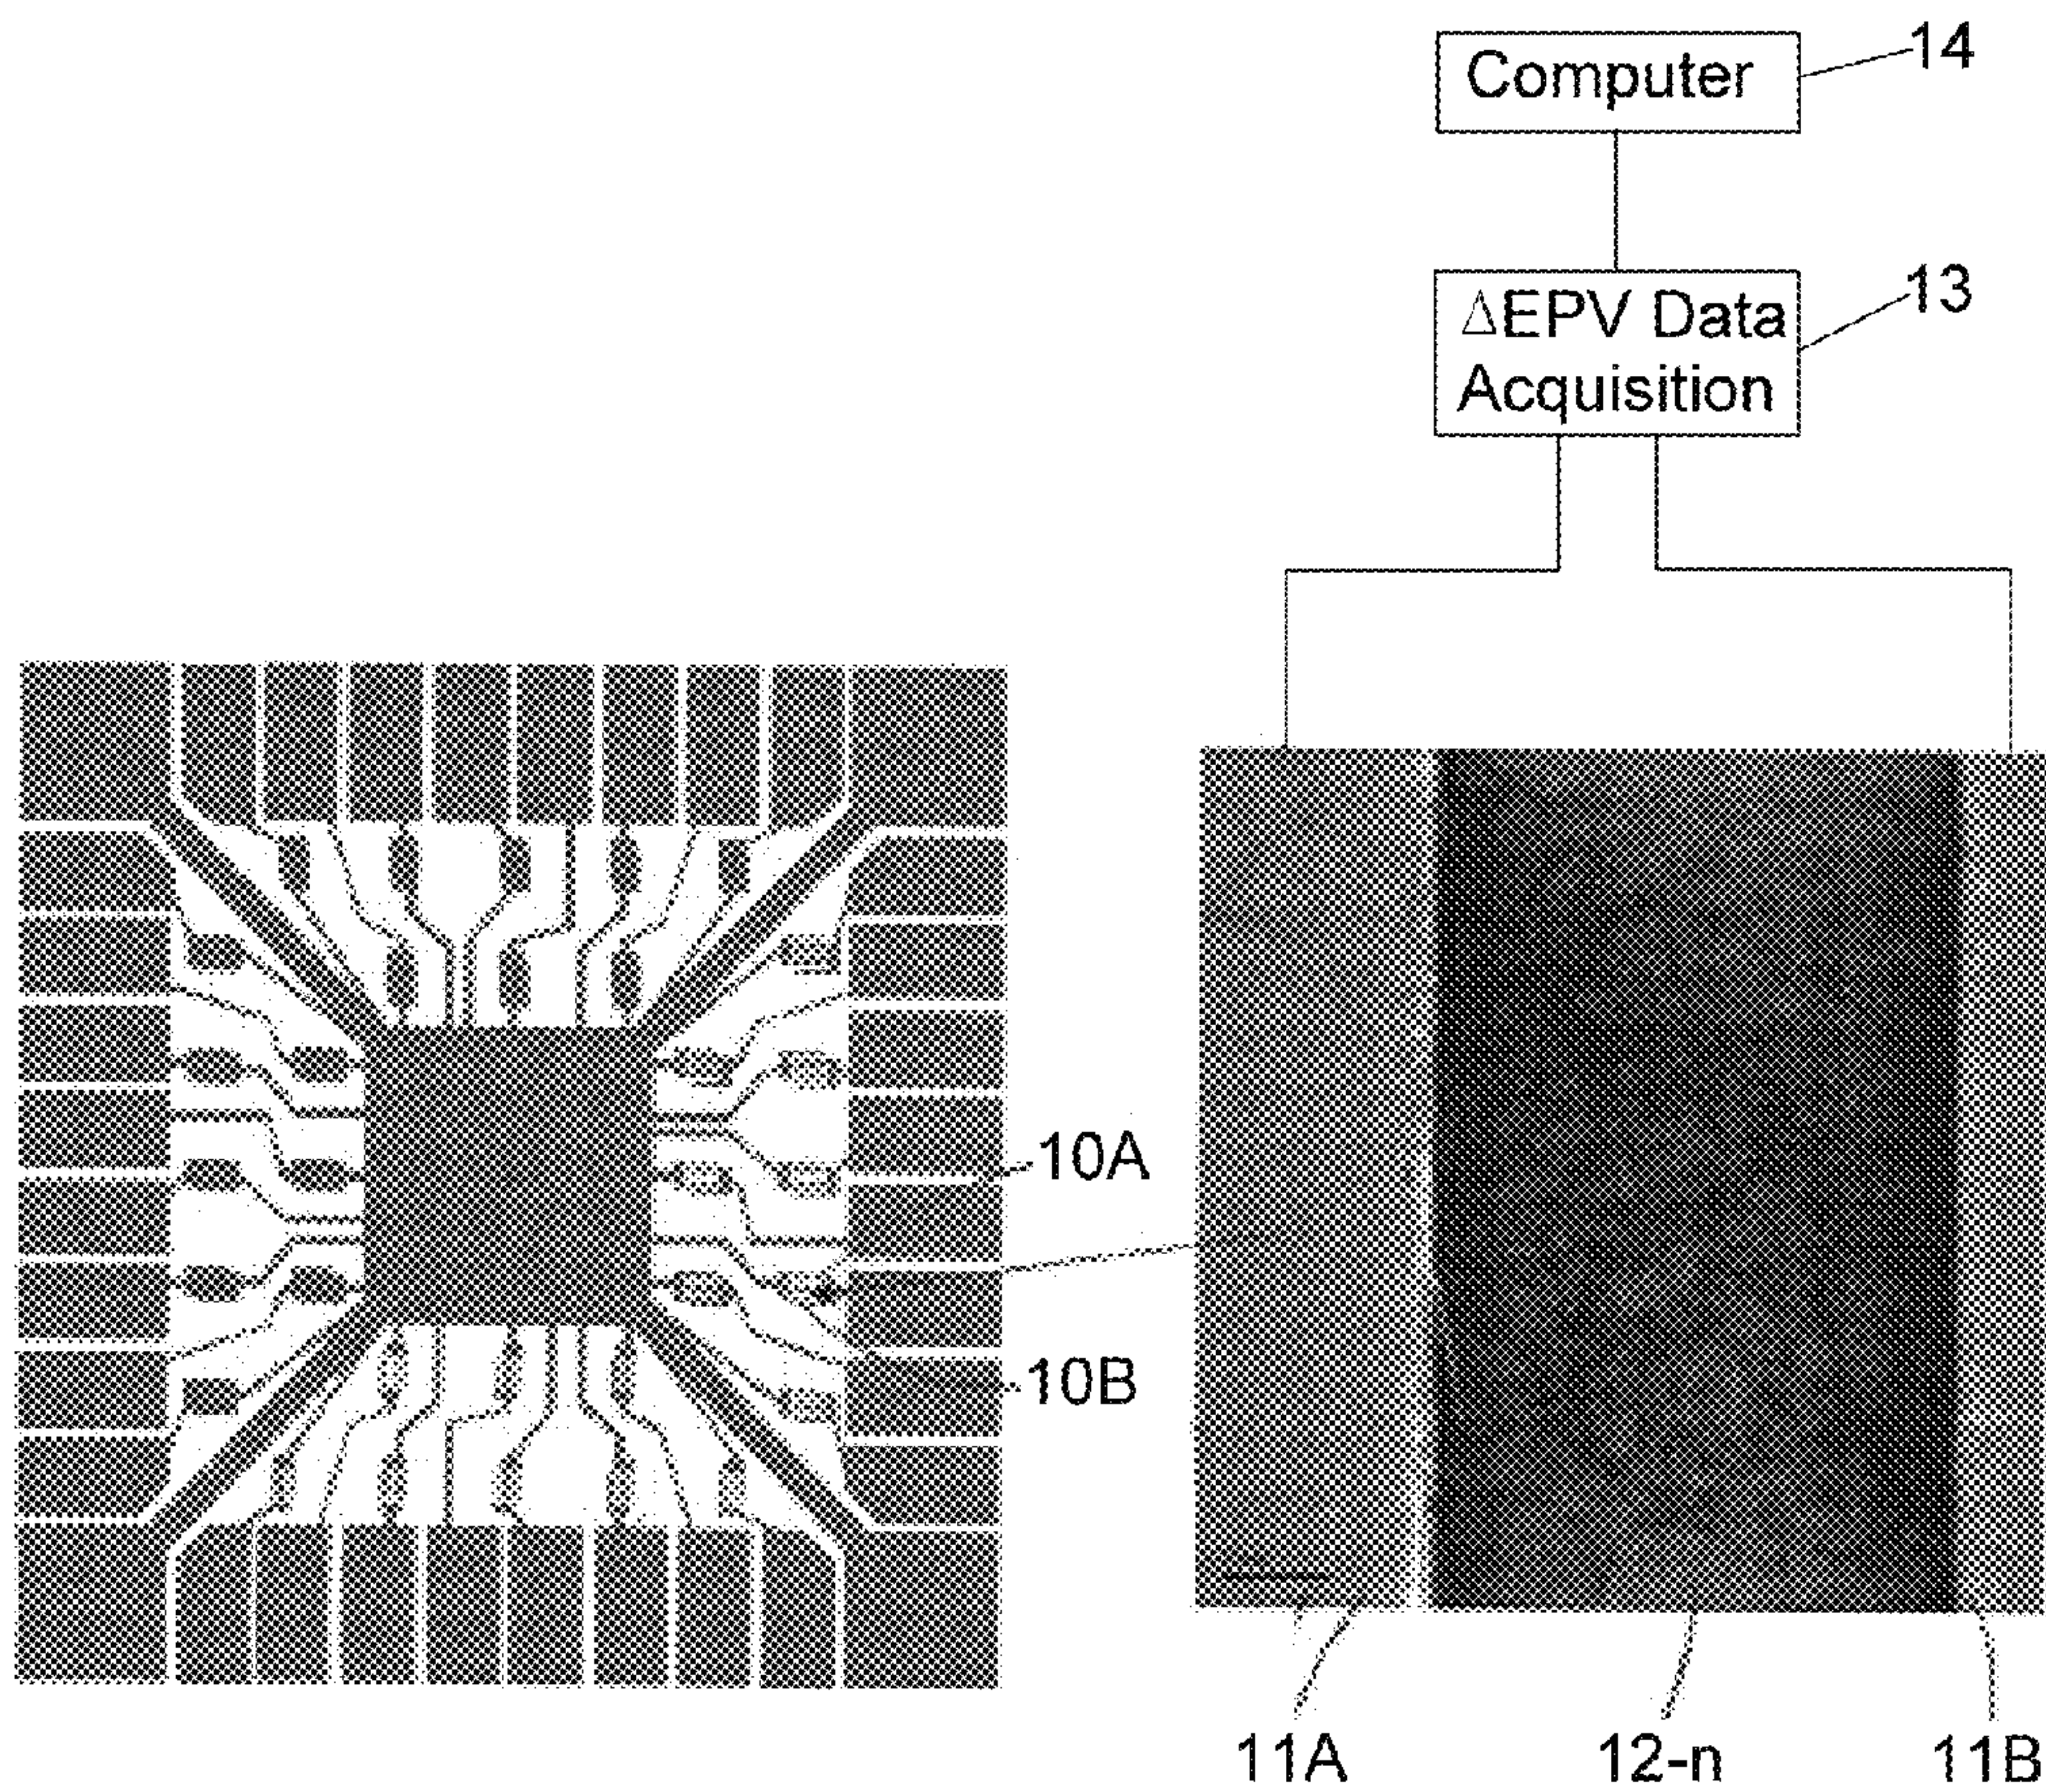 Computer
14
ΔEPV Data
Acquisition
13
10A
10B
11A
12-n
11B